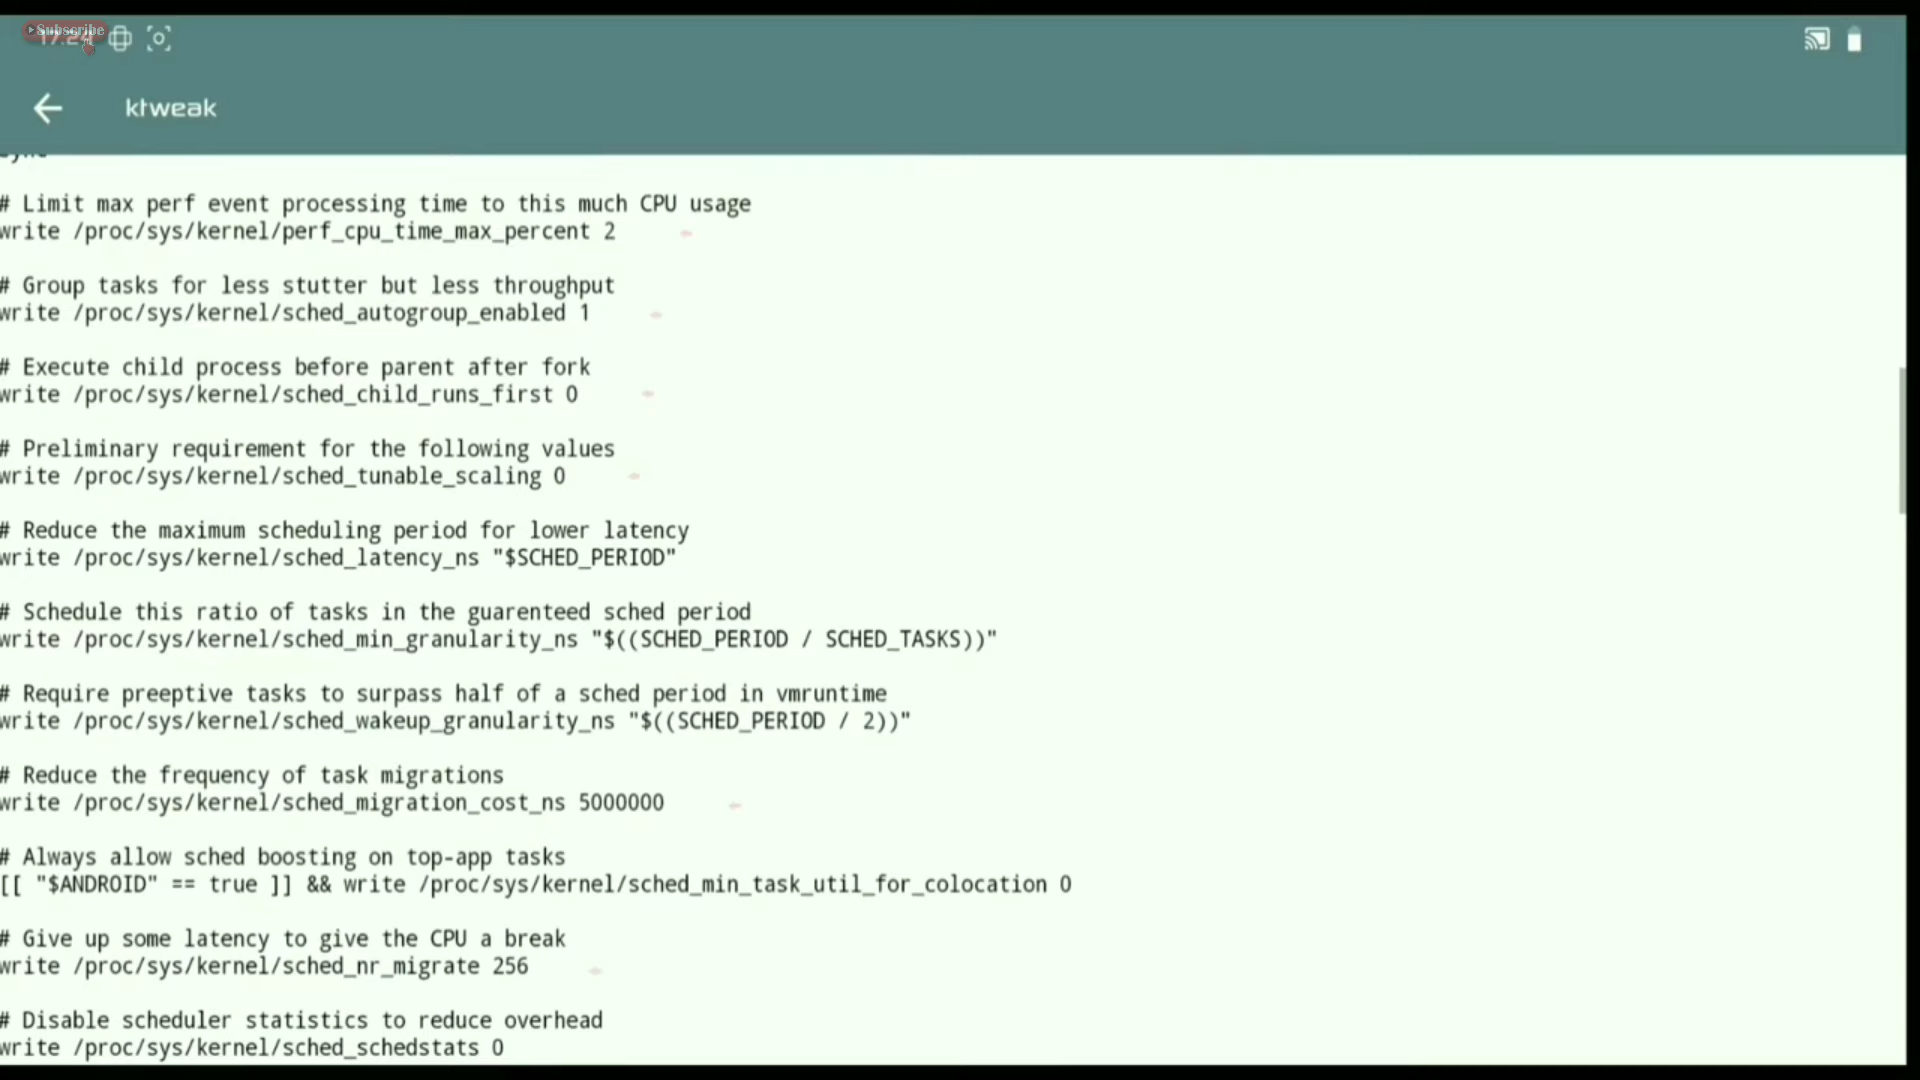 Subscribe
17:24
ktweak
sync
# Limit max perf event processing time to this much CPU usage
write /proc/sys/kernel/perf_cpu_time_max_percent 2
# Group tasks for less stutter but less throughput
write /proc/sys/kernel/sched_autogroup_enabled 1
# Execute child process before parent after fork
write /proc/sys/kernel/sched_child_runs_first 0
# Preliminary requirement for the following values
write /proc/sys/kernel/sched_tunable_scaling 0
# Reduce the maximum scheduling period for lower latency
write /proc/sys/kernel/sched_latency_ns "$SCHED_PERIOD"
# Schedule this ratio of tasks in the guarenteed sched period
write /proc/sys/kernel/sched_min_granularity_ns "$((SCHED_PERIOD / SCHED_TASKS))"
# Require preeptive tasks to surpass half of a sched period in vmruntime
write /proc/sys/kernel/sched_wakeup_granularity_ns "$((SCHED_PERIOD / 2))"
# Reduce the frequency of task migrations
write /proc/sys/kernel/sched_migration_cost_ns 5000000
# Always allow sched boosting on top-app tasks
[[ "$ANDROID" == true ]] && write /proc/sys/kernel/sched_min_task_util_for_colocation 0
# Give up some latency to give the CPU a break
write /proc/sys/kernel/sched_nr_migrate 256
# Disable scheduler statistics to reduce overhead
write /proc/sys/kernel/sched_schedstats 0